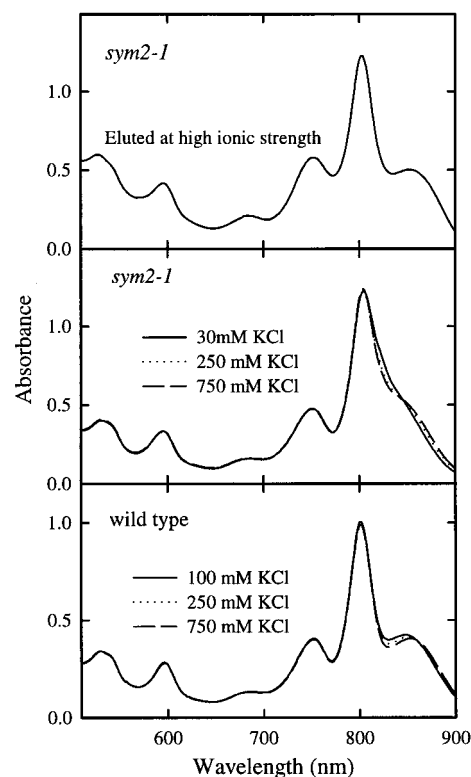 sym2-1
1.0
Eluted at high ionic strength
0.5
0.0
sym2-1
30mM KCl
1.0
250 mM KCl
750 mM KCl
Absorbance
0.5
0.0
wild type
1.0
100 mM KCl
250 mM KCl
750 mM KCl
0.5
0.0
600 700 800 900
Wavelength (nm)